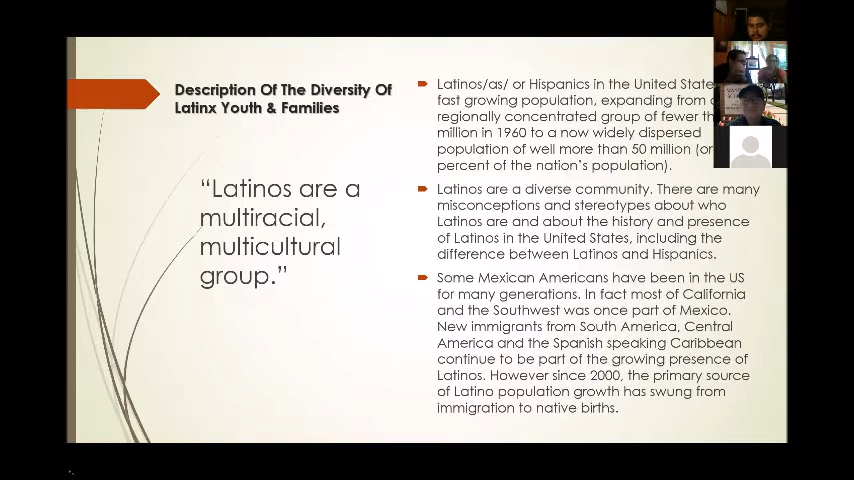 Description Of The Diversity Of
Latinx Youth & Families
“Latinos are a
multiracial,
multicultural
group.”
Latinos/as/ or Hispanics in the United State
fast growing population, expanding from
regionally concentrated group of fewer th
million in 1960 to a now widely dispersed
population of well more than 50 million (or
percent of the nation’s population).
Latinos are a diverse community. There are many
misconceptions and stereotypes about who
Latinos are and about the history and presence
of Latinos in the United States, including the
difference between Latinos and Hispanics.
Some Mexican Americans have been in the US
for many generations. In fact most of California
and the Southwest was once part of Mexico.
New immigrants from South America, Central
America and the Spanish speaking Caribbean
continue to be part of the growing presence of
Latinos. However since 2000, the primary source
of Latino population growth has swung from
immigration to native births.